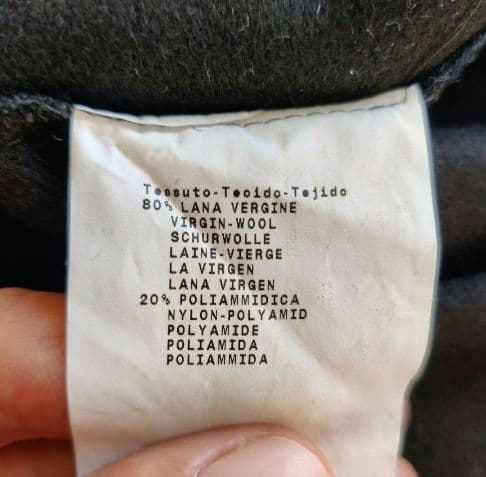 Tessuto-Tecido-Tejido
80% LANA VERGINE
VIRGIN-WOOL
SCHURWOLLE
LAINE-VIERGE
LA VIRGEN
LANA VIRGEN
20% POLIAMMIDICA
NYLON-POLYAMID
POLYAMIDE
POLIAMIDA
POLIAMMIDA